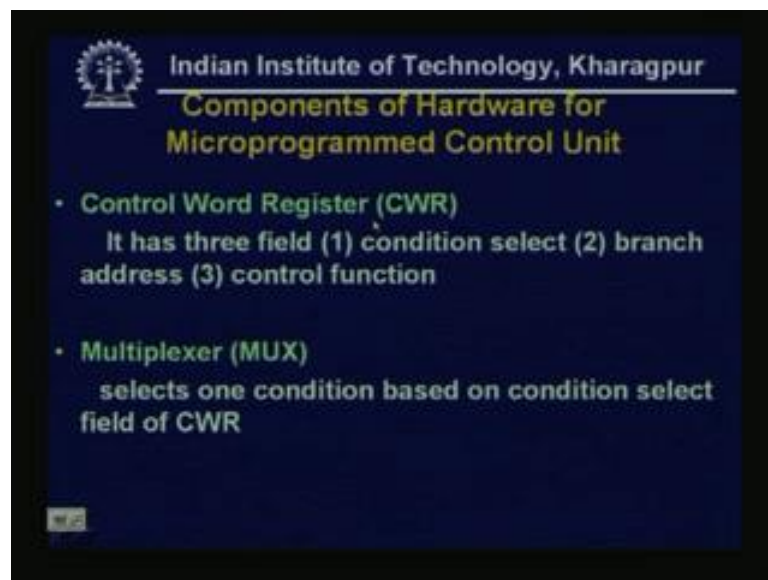 Indian Institute of Technology, Kharagpur
Components of Hardware for
Microprogrammed Control Unit
• Control Word Register (CWR)
It has three field (1) condition select (2) branch
address (3) control function
• Multiplexer (MUX)
selects one condition based on condition select
field of CWR